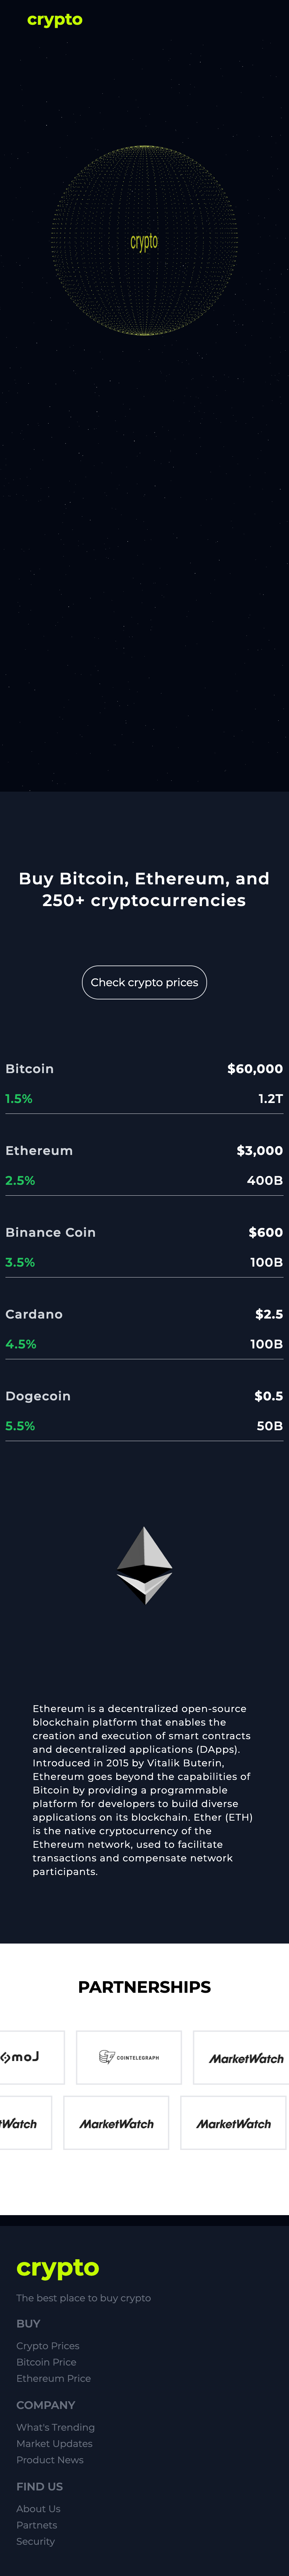 crypto
crypto
Buy Bitcoin, Ethereum, and
250+ cryptocurrencies
Check crypto prices
Bitcoin $60,000
1.5% 1.2T
Ethereum $3,000
2.5% 400B
Binance Coin $600
3.5% 100B
Cardano $2.5
4.5% 100B
Dogecoin $0.5
5.5% 50B
Ethereum is a decentralized open-source
blockchain platform that enables the
creation and execution of smart contracts
and decentralized applications (DApps).
Introduced in 2015 by Vitalik Buterin,
Ethereum goes beyond the capabilities of
Bitcoin by providing a programmable
platform for developers to build diverse
applications on its blockchain. Ether (ETH)
is the native cryptocurrency of the
Ethereum network, used to facilitate
transactions and compensate network
participants.
PARTNERSHIPS
COINTELEGRAPH MarketWatch
tWatch MarketWatch MarketWatch
crypto
The best place to buy crypto
BUY
Crypto Prices
Bitcoin Price
Ethereum Price
COMPANY
What's Trending
Market Updates
Product News
FIND US
About Us
Partnets
Security